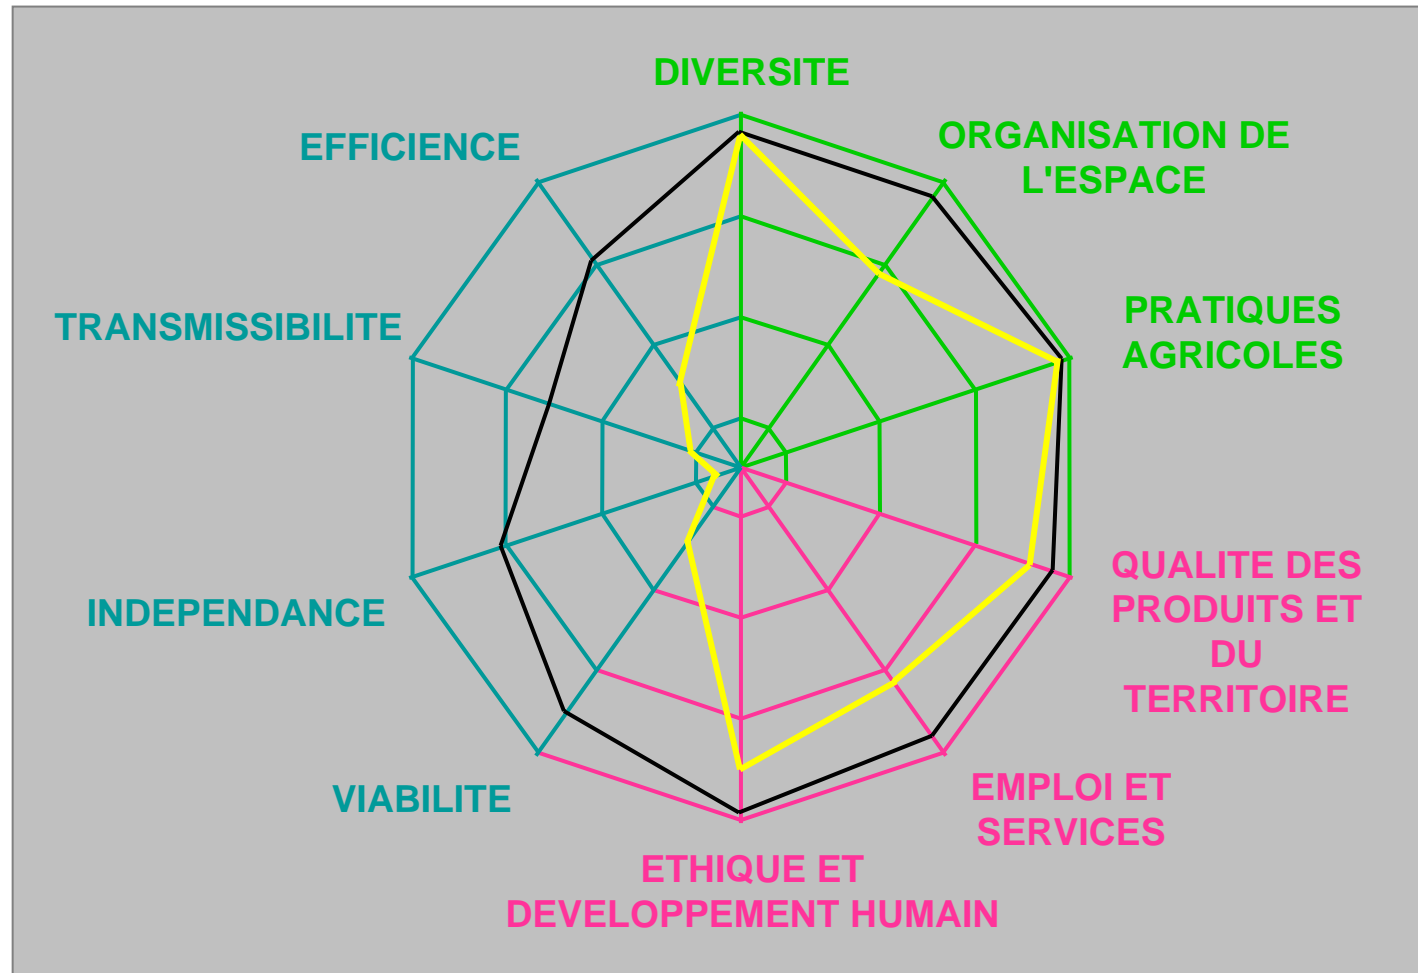 DIVERSITE
ORGANISATION DE
L'ESPACE
PRATIQUES
AGRICOLES
QUALITE DES
PRODUITS ET
DU
TERRITOIRE
EMPLOI ET
SERVICES
ETHIQUE ET
DEVELOPPEMENT HUMAIN
VIABILITE
INDEPENDANCE
TRANSMISSIBILITE
EFFICIENCE